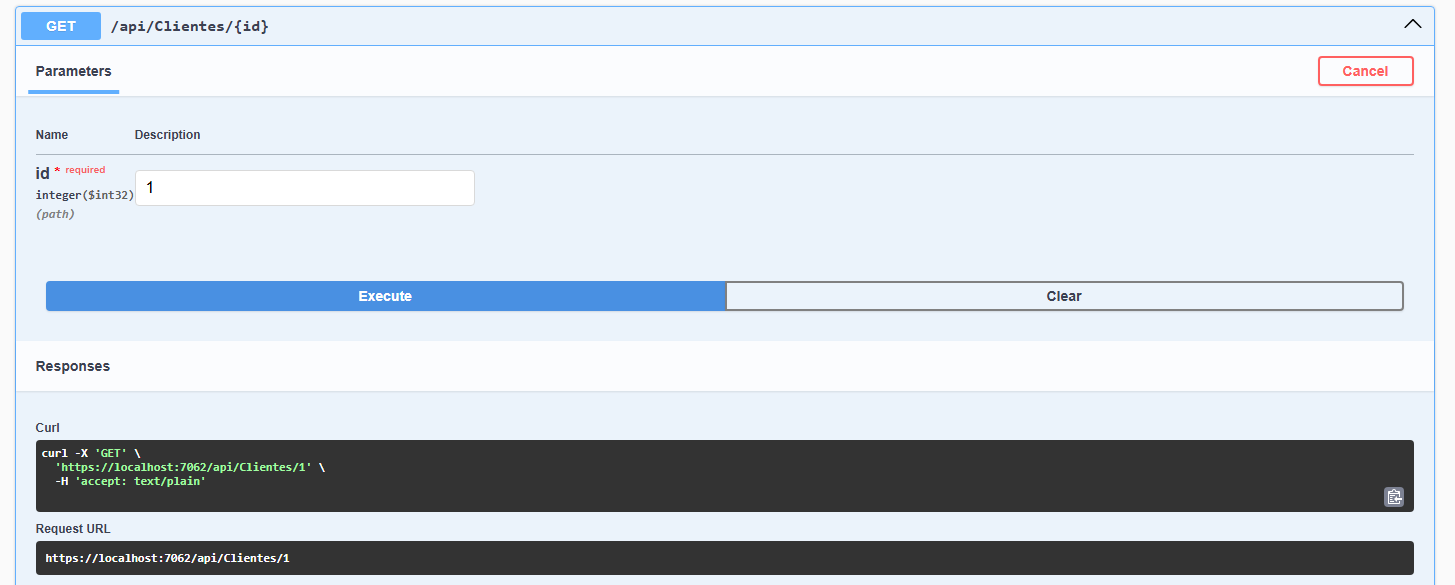 GET /api/Clientes/{id}
Parameters
Cancel
Name Description
id * required
integer($int32)
(path)
1
Execute Clear
Responses
Curl
curl -X 'GET' \
'https://localhost:7062/api/Clientes/1' \
-H 'accept: text/plain'
Request URL
https://localhost:7062/api/Clientes/1